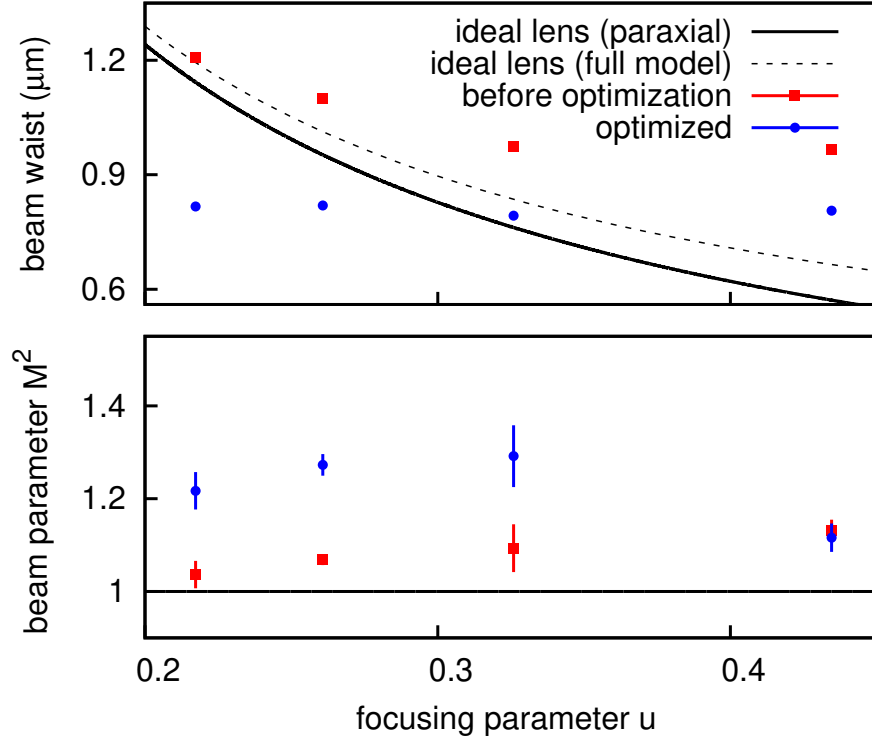 ideal lens (paraxial)
ideal lens (full model)
before optimization
optimized
1.2
0.9
0.6
beam waist (μm)
1.4
1.2
1
beam parameter M²
0.2
0.3
0.4
focusing parameter u